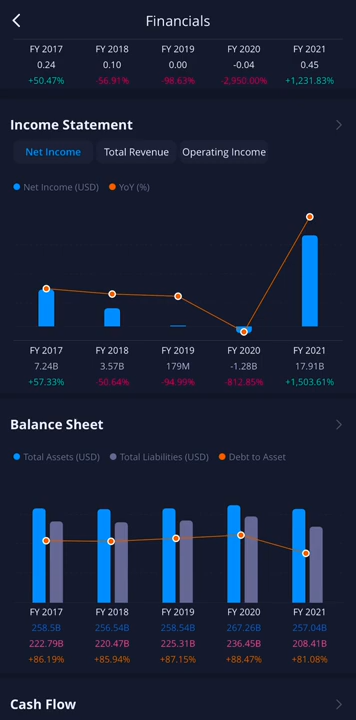 Financials
FY 2017 FY 2018 FY 2019 FY 2020 FY 2021
0.24 0.10 0.00 -0.04 0.45
+50.47% -56.91% -98.63% -2,950.00% +1,231.83%
Income Statement
Net Income Total Revenue Operating Income
Net Income (USD) YoY (%)
FY 2017 FY 2018 FY 2019 FY 2020 FY 2021
7.24B 3.57B 179M -1.28B 17.91B
+57.33% -50.64% -94.99% -812.85% +1,503.61%
Balance Sheet
Total Assets (USD) Total Liabilities (USD) Debt to Asset
FY 2017 FY 2018 FY 2019 FY 2020 FY 2021
258.5B 256.54B 258.54B 267.26B 257.04B
222.79B 220.47B 225.31B 236.45B 208.41B
+86.19% +85.94% +87.15% +88.47% +81.08%
Cash Flow